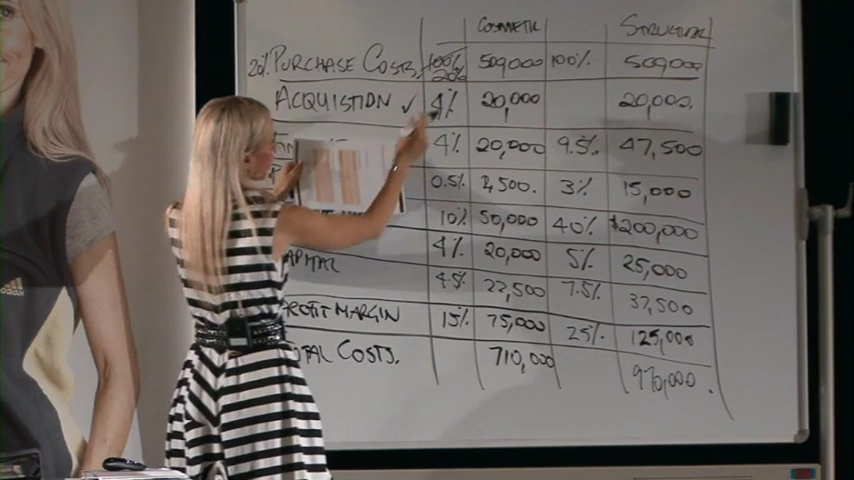 COSMETIC STRUCTURAL
20% PURCHASE COSTS. 100% 20% 500,000 100% 500,000
ACQUISTION ✓ 4% 20,000 20,000.
4% 20,000 9.5% 47,500
0.5% 2,500. 3% 15,000
10% 50,000 40% $200,000
4% 20,000 5% 25,000
4.5% 22,500 7.5% 37,500
PROFIT MARGIN 15% 75,000 25% 125,000
TOTAL COSTS. 710,000 970,000.
adidas